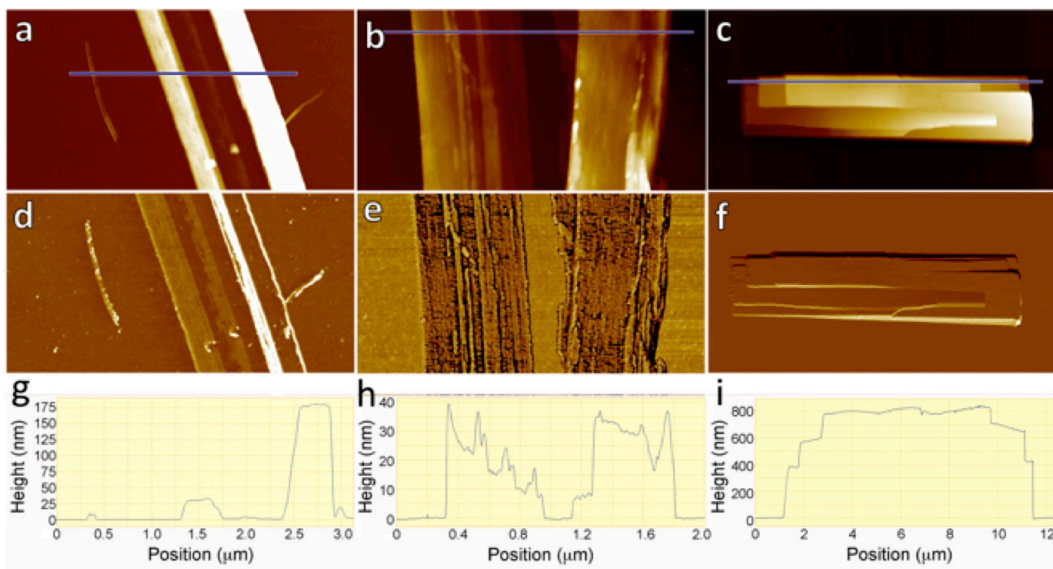 a
b
c
d
e
f
g
h
i
175
150
125
100
75
50
25
0
Height (nm)
0.0
0.5
1.0
1.5
2.0
2.5
3.0
Position (μm)
40
30
20
10
0
Height (nm)
0.4
0.8
1.2
1.6
2.0
Position (μm)
800
600
400
200
0
Height (nm)
0
2
4
6
8
10
12
Position (μm)